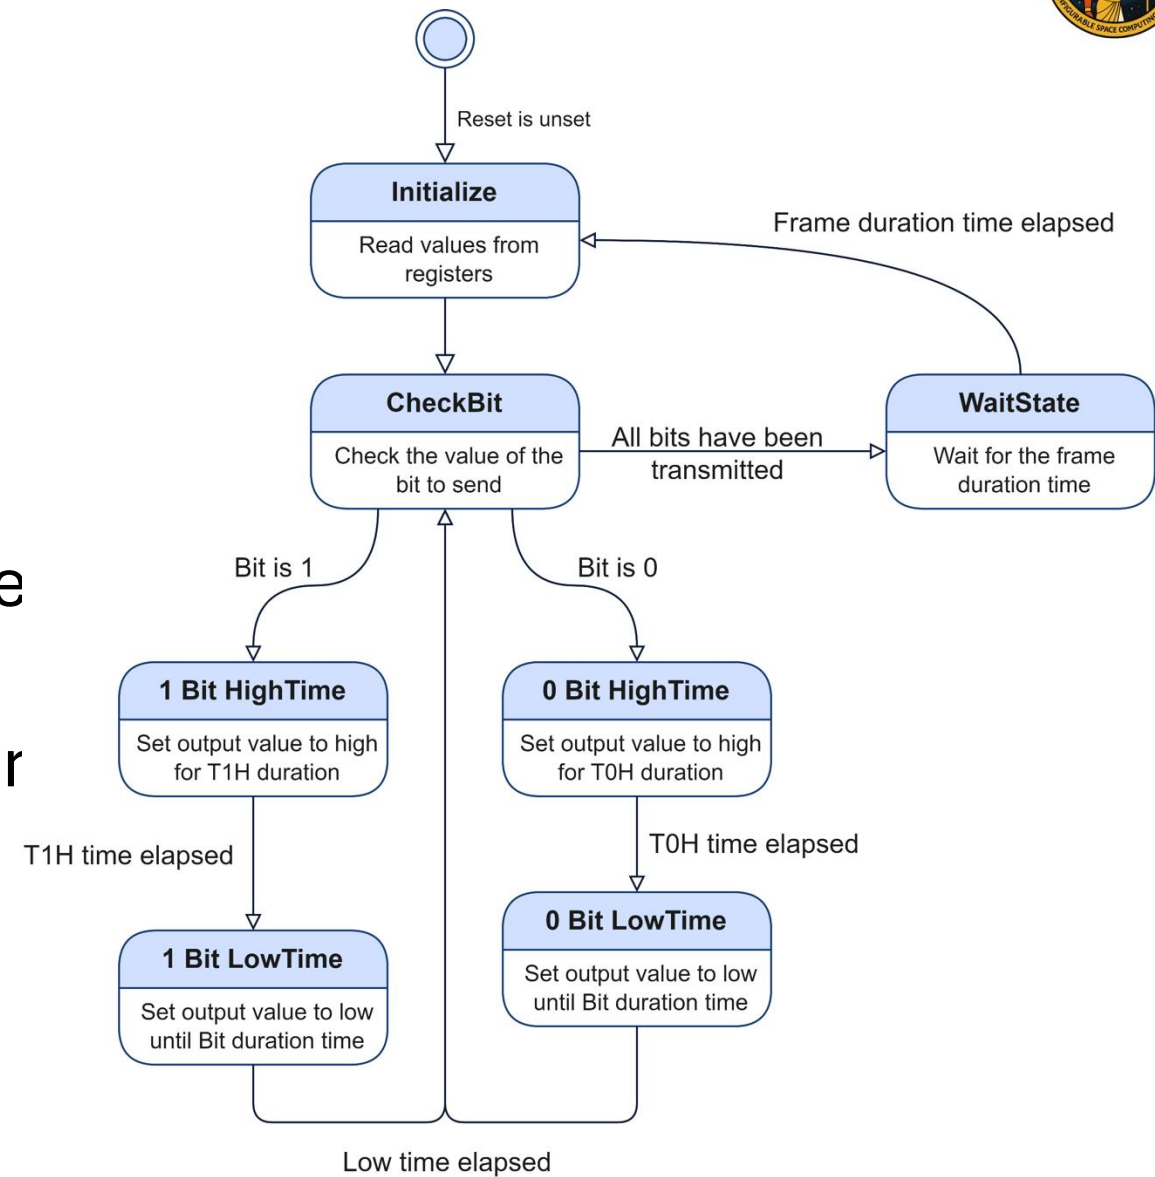 FIGURABLE SPACE COMPUTING
Reset is unset
Initialize
Read values from
registers
Frame duration time elapsed
CheckBit
Check the value of the
bit to send
All bits have been
transmitted
WaitState
Wait for the frame
duration time
e
Bit is 1
Bit is 0
1 Bit HighTime
Set output value to high
for T1H duration
0 Bit HighTime
Set output value to high
for T0H duration
r
T1H time elapsed
T0H time elapsed
1 Bit LowTime
Set output value to low
until Bit duration time
0 Bit LowTime
Set output value to low
until Bit duration time
Low time elapsed